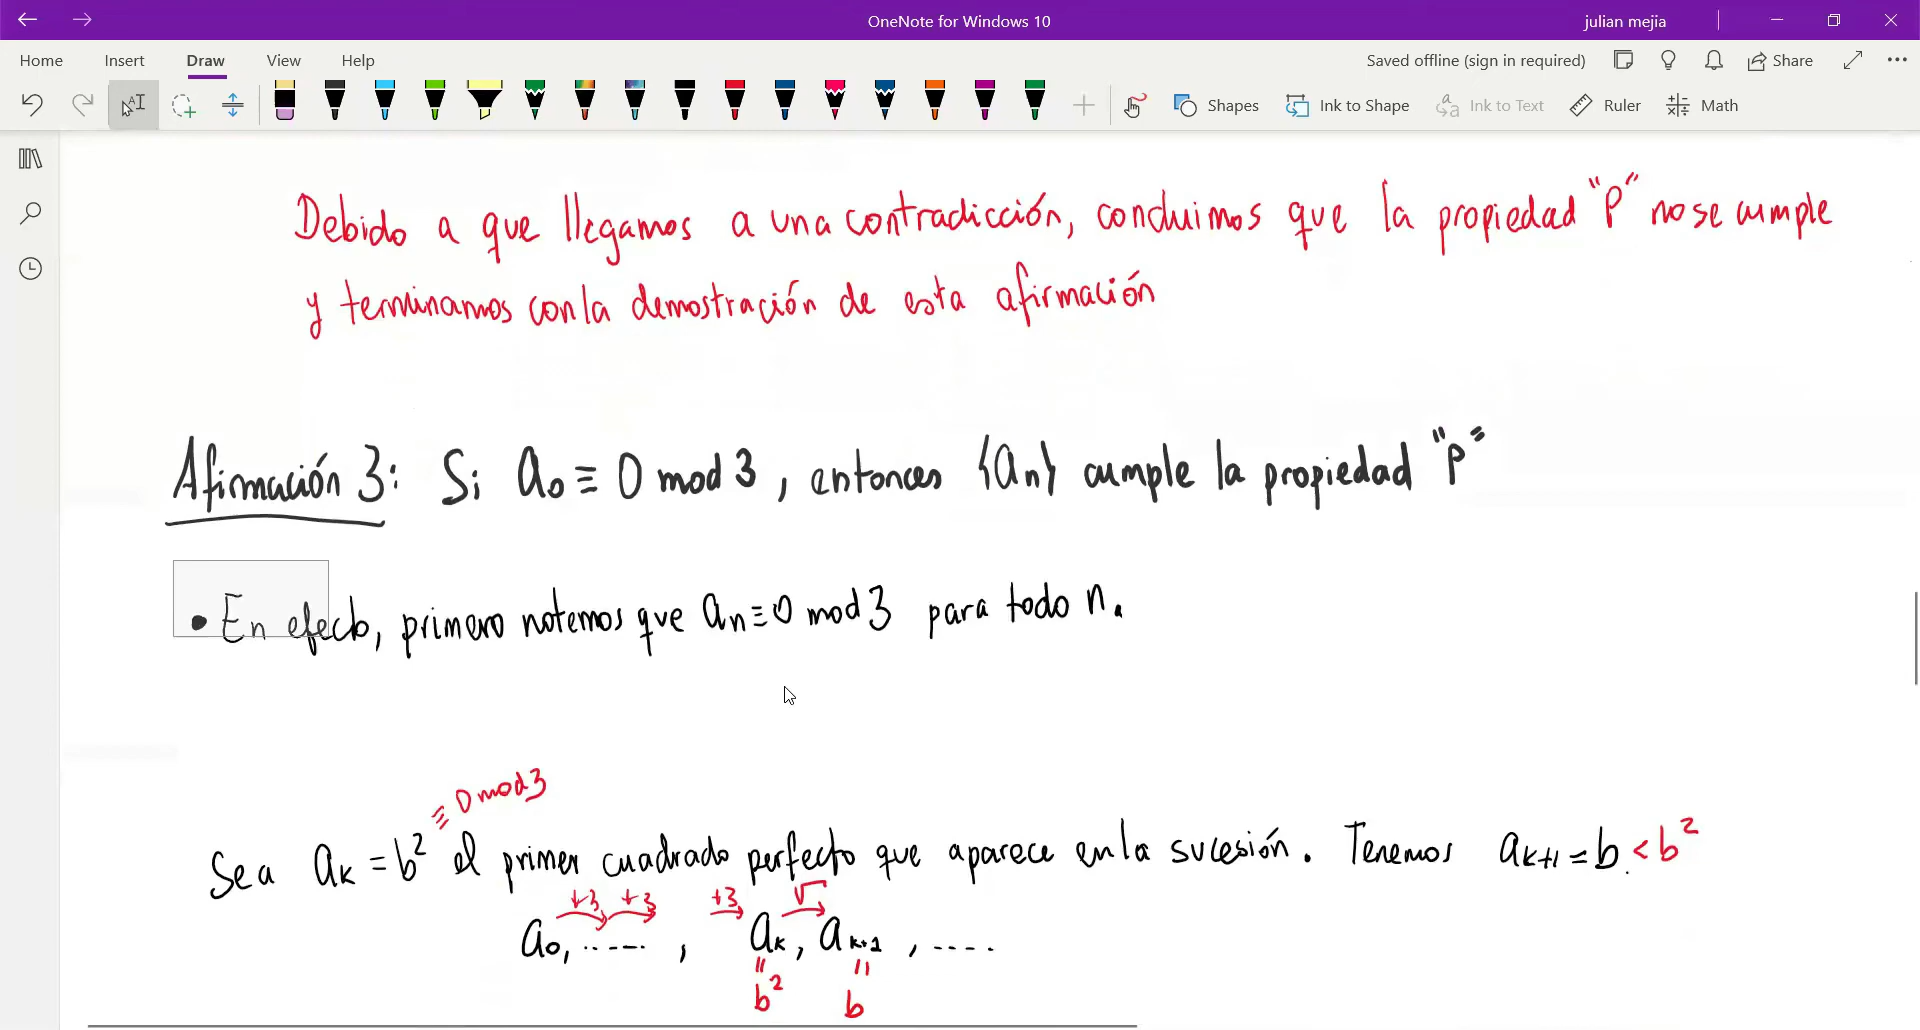 OneNote for Windows 10
julian mejia
Home Insert Draw View Help
Saved offline (sign in required)
Share
Shapes
Ink to Shape
Ink to Text
Ruler
Math
Debido a que llegamos a una contradicción, concluimos que la propiedad "P" no se cumple
y terminamos con la demostración de esta afirmación
Afirmación 3: Si a₀ ≡ 0 mod 3, entonces {aₙ} cumple la propiedad "P"
• En efecto, primero notemos que aₙ ≡ 0 mod 3 para todo n.
≡ 0 mod 3
Sea aₖ = b² el primer cuadrado perfecto que aparece en la sucesión. Tenemos aₖ₊₁ = b < b²
+3 +3 +3 √
a₀, ......, aₖ, aₖ₊₁, ....
= =
b² b